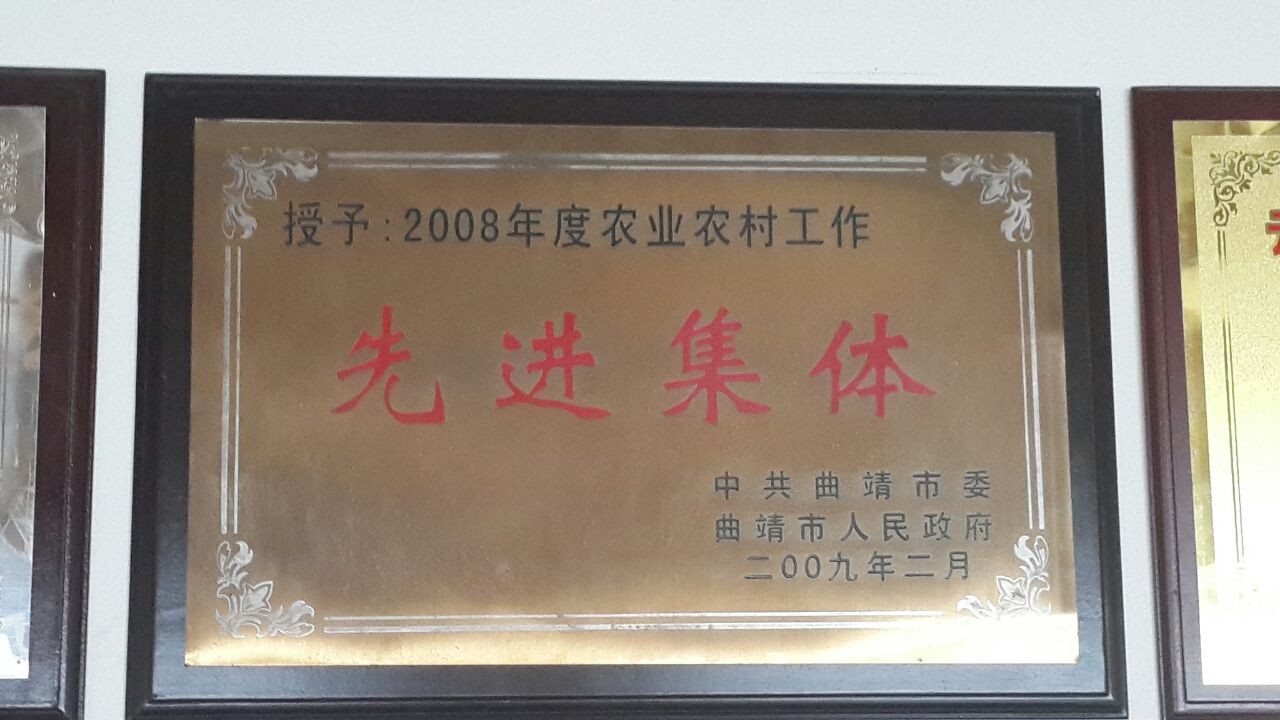 授予:2008年度农业农村工作
先进集体
中共曲靖市委
曲靖市人民政府
二00九年二月